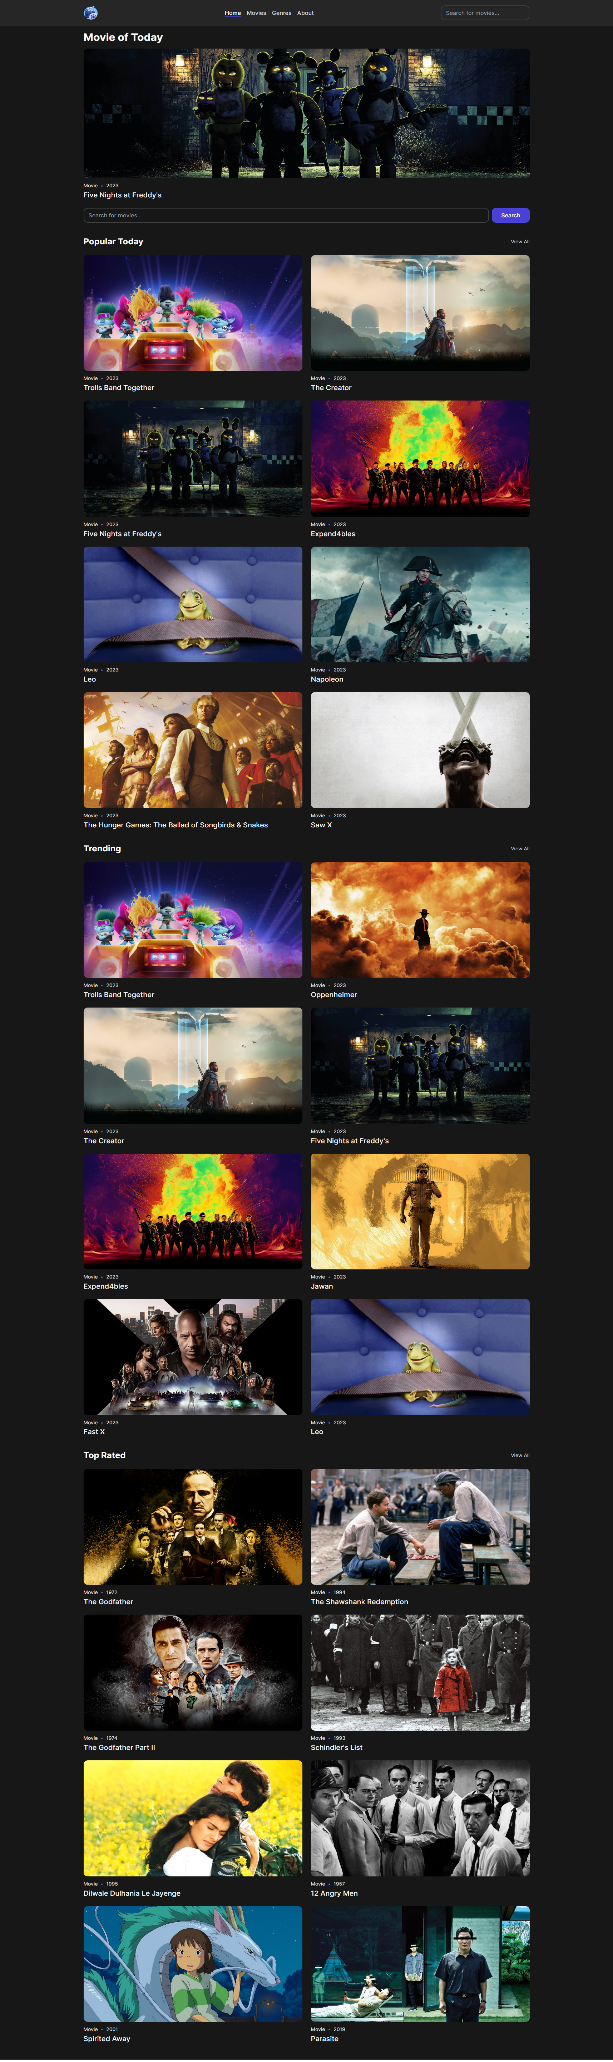 Home Movies Genres About
Search for movies...
Movie of Today
Movie • 2023
Five Nights at Freddy's
Search for movies
Search
Popular Today
View All
Movie • 2023
Trolls Band Together
Movie • 2023
The Creator
Movie • 2023
Five Nights at Freddy's
Movie • 2023
Expend4bles
Movie • 2023
Leo
Movie • 2023
Napoleon
Movie • 2023
The Hunger Games: The Ballad of Songbirds & Snakes
Movie • 2023
Saw X
Trending
View All
Movie • 2023
Trolls Band Together
Movie • 2023
Oppenheimer
Movie • 2023
The Creator
Movie • 2023
Five Nights at Freddy's
Movie • 2023
Expend4bles
Movie • 2023
Jawan
Movie • 2023
Fast X
Movie • 2023
Leo
Top Rated
View All
Movie • 1972
The Godfather
Movie • 1994
The Shawshank Redemption
Movie • 1974
The Godfather Part II
Movie • 1993
Schindler's List
Movie • 1995
Dilwale Dulhania Le Jayenge
Movie • 1957
12 Angry Men
Movie • 2001
Spirited Away
Movie • 2019
Parasite